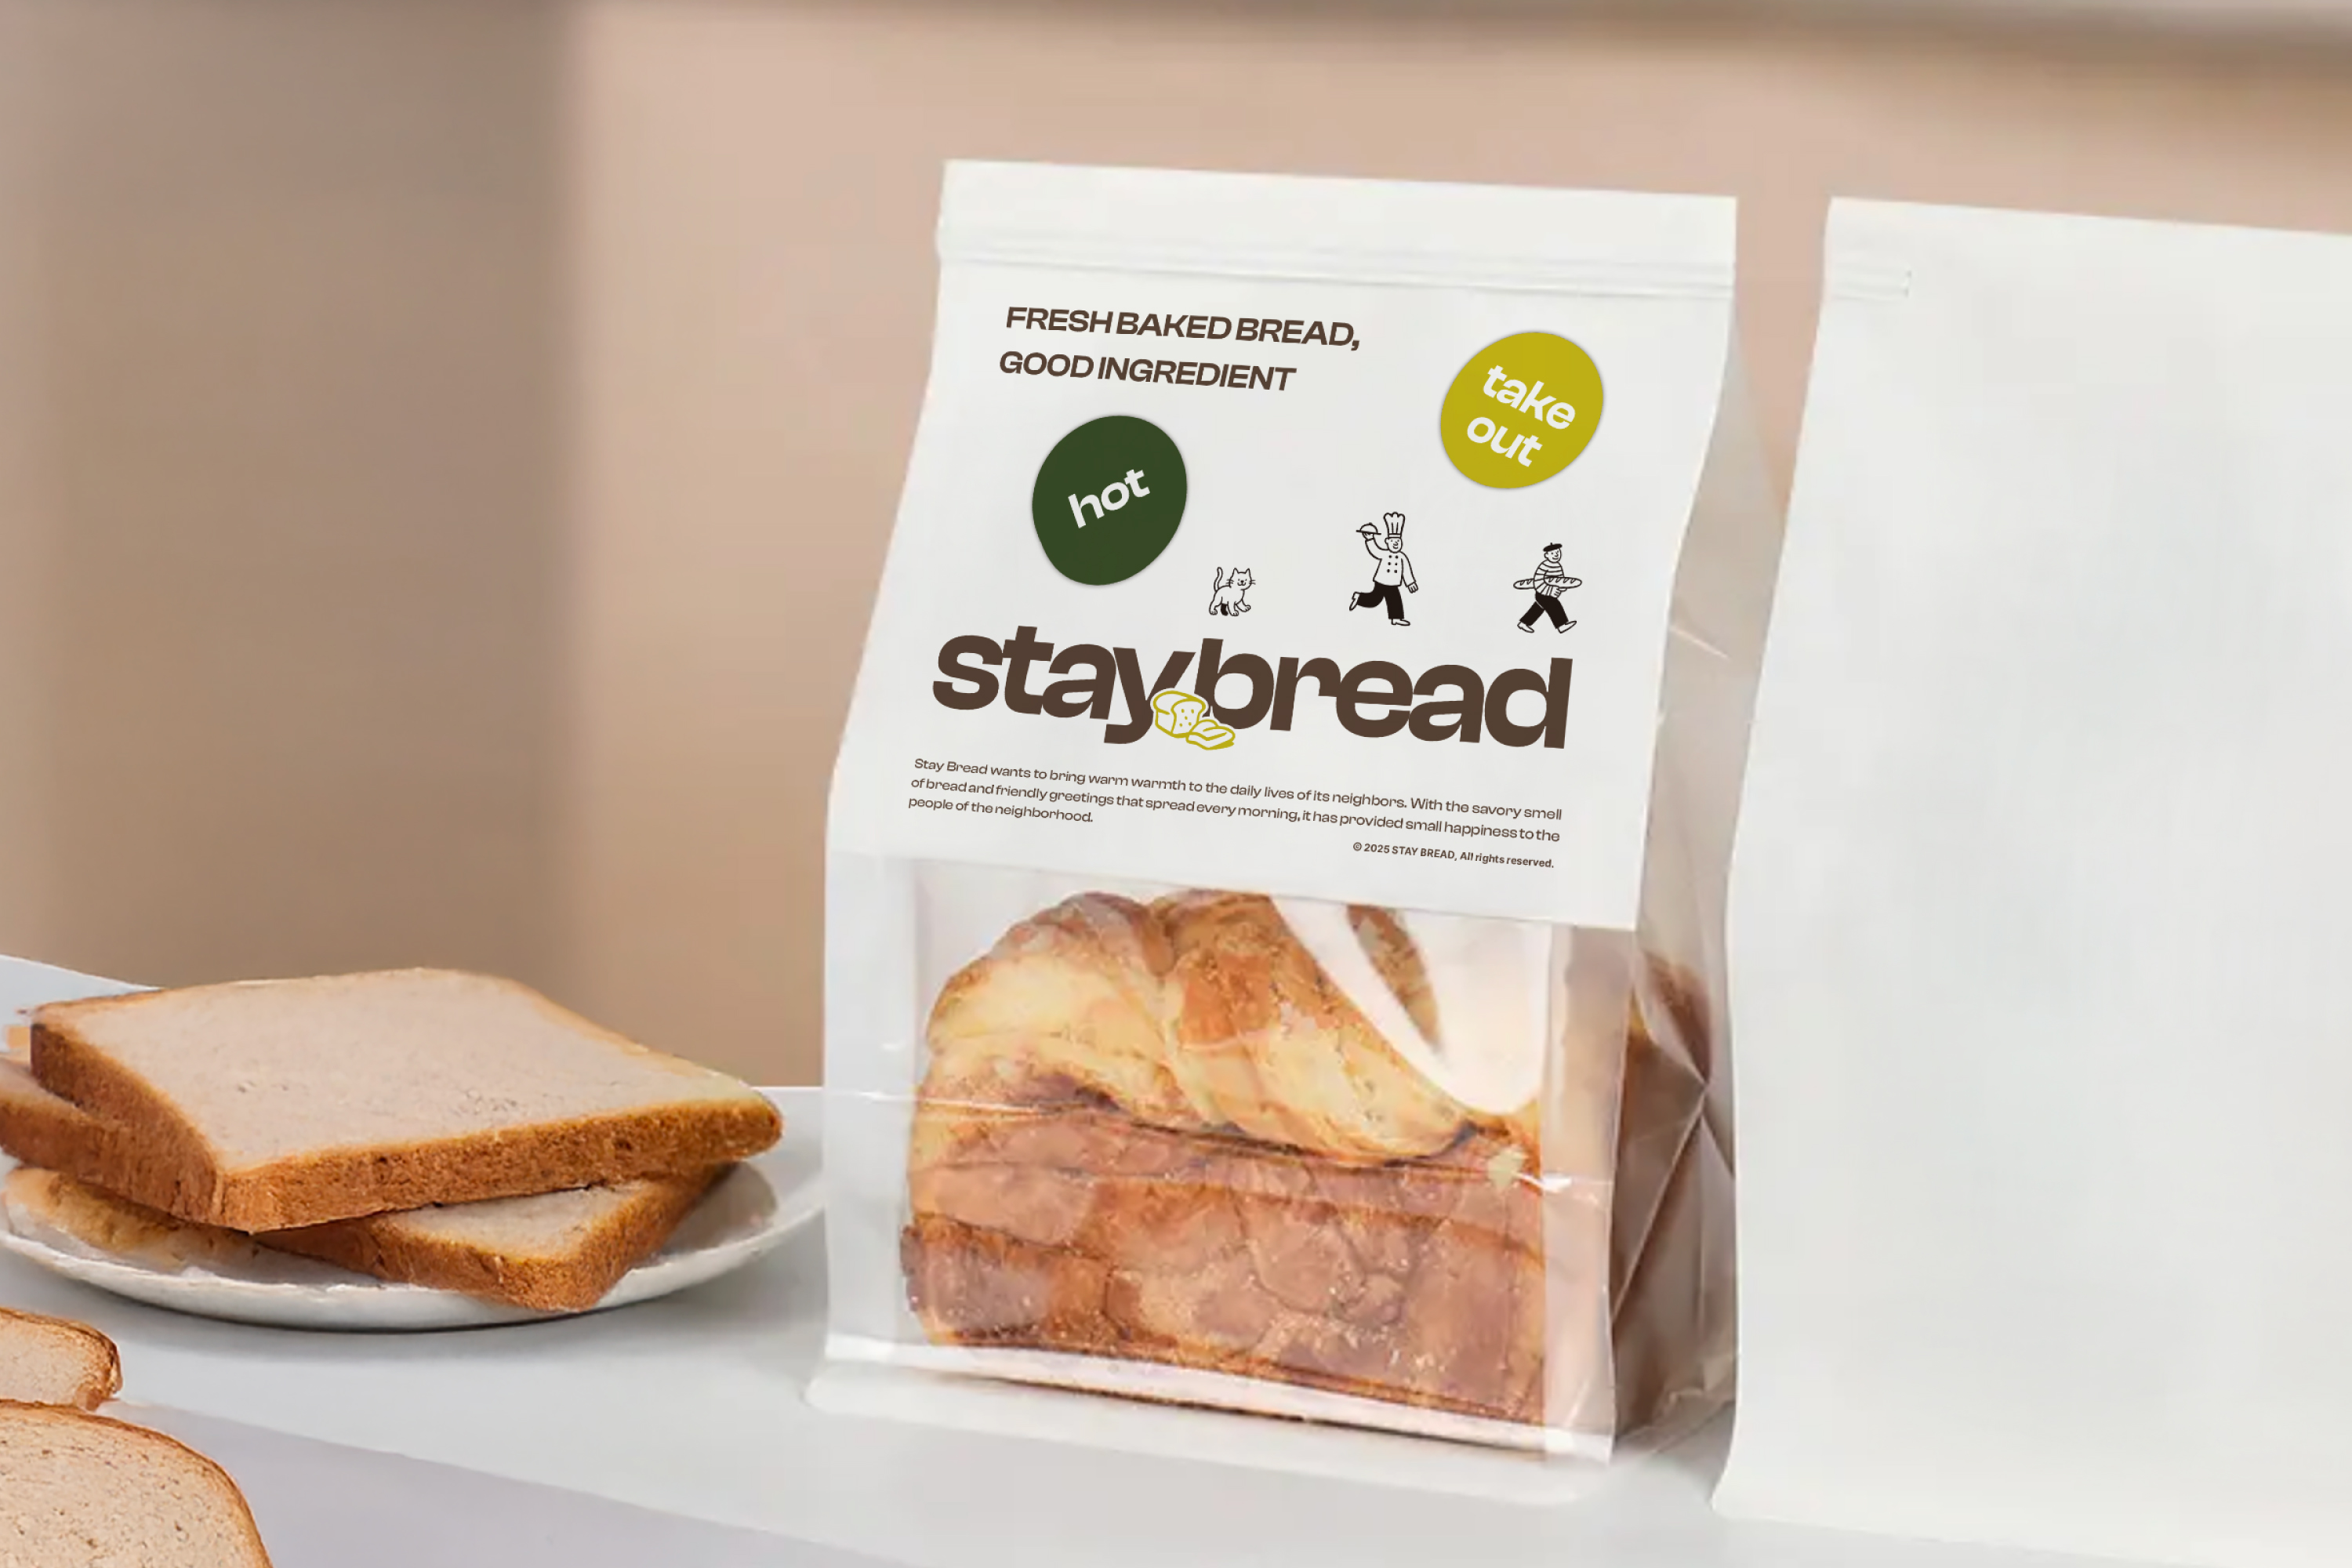 FRESH BAKED BREAD,
GOOD INGREDIENT
take
out
hot
staybread
Stay Bread wants to bring warm warmth to the daily lives of its neighbors. With the savory smell
of bread and friendly greetings that spread every morning, it has provided small happiness to the
people of the neighborhood.
© 2025 STAY BREAD, All rights reserved.